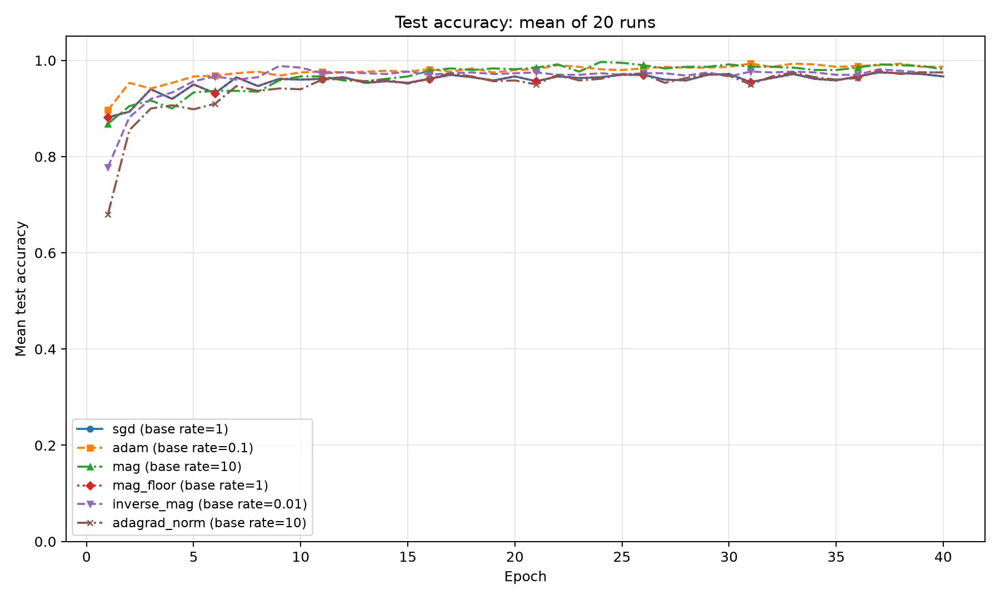 Test accuracy: mean of 20 runs
Mean test accuracy
1.0
0.8
0.6
0.4
0.2
0.0
sgd (base rate=1)
adam (base rate=0.1)
mag (base rate=10)
mag_floor (base rate=1)
inverse_mag (base rate=0.01)
adagrad_norm (base rate=10)
0 5 10 15 20 25 30 35 40
Epoch